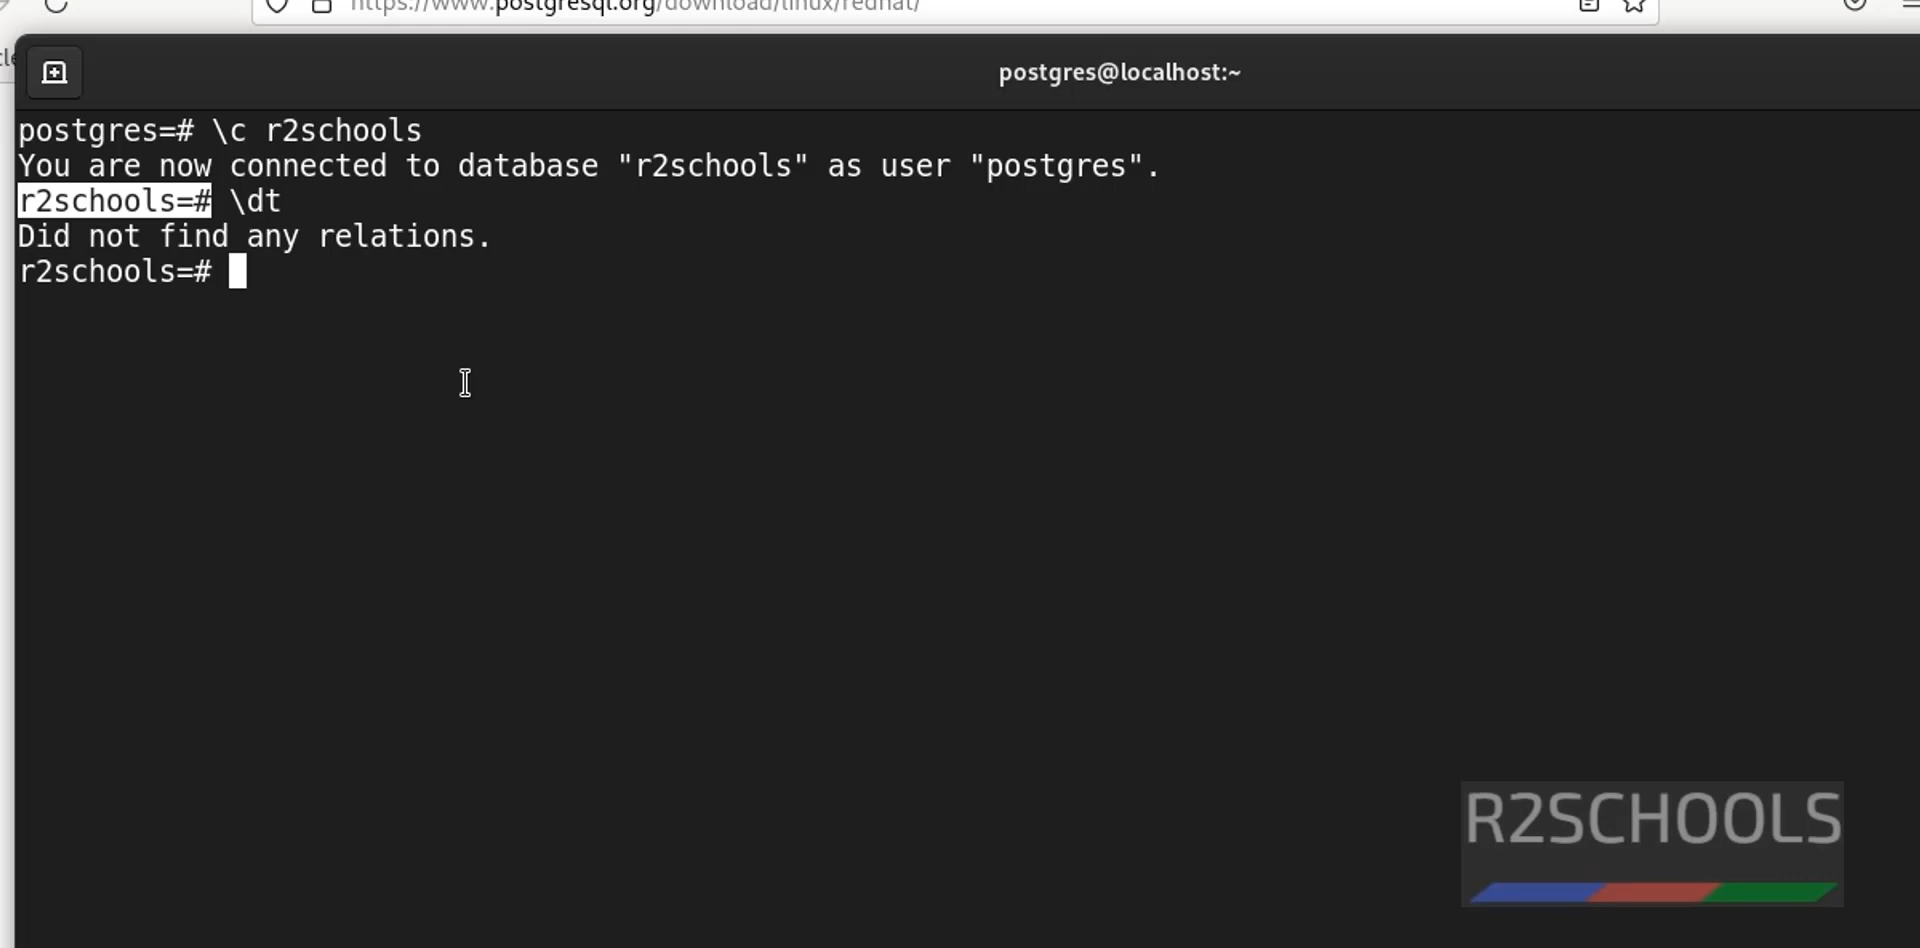 https://www.postgresql.org/download/linux/redhat/
postgres@localhost:~
postgres=# \c r2schools
You are now connected to database "r2schools" as user "postgres".
r2schools=# \dt
Did not find any relations.
r2schools=#
R2SCHOOLS